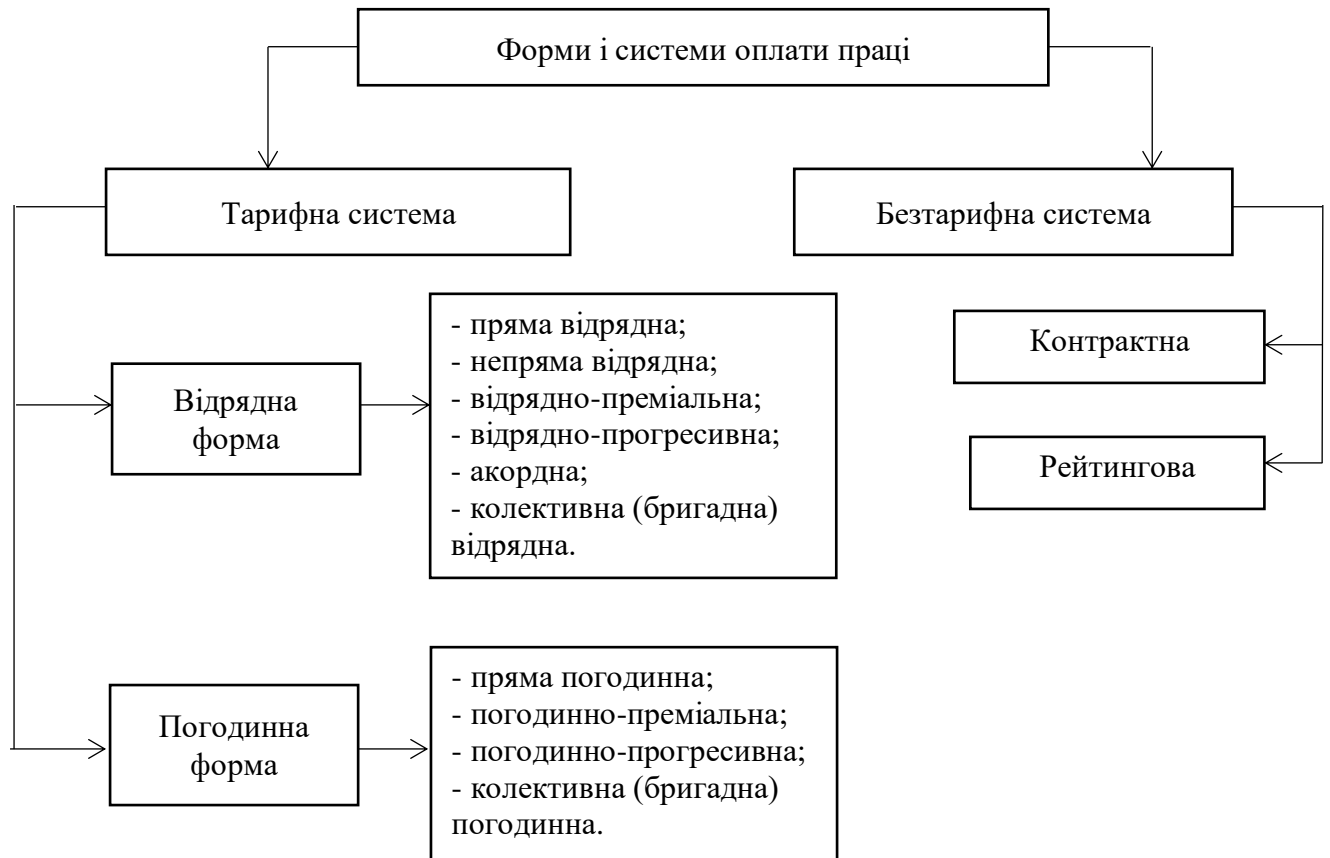 Форми і системи оплати праці
Тарифна система
Безтарифна система
Відрядна
форма
- пряма відрядна;
- непряма відрядна;
- відрядно-преміальна;
- відрядно-прогресивна;
- акордна;
- колективна (бригадна)
відрядна.
Контрактна
Рейтингова
Погодинна
форма
- пряма погодинна;
- погодинно-преміальна;
- погодинно-прогресивна;
- колективна (бригадна)
погодинна.